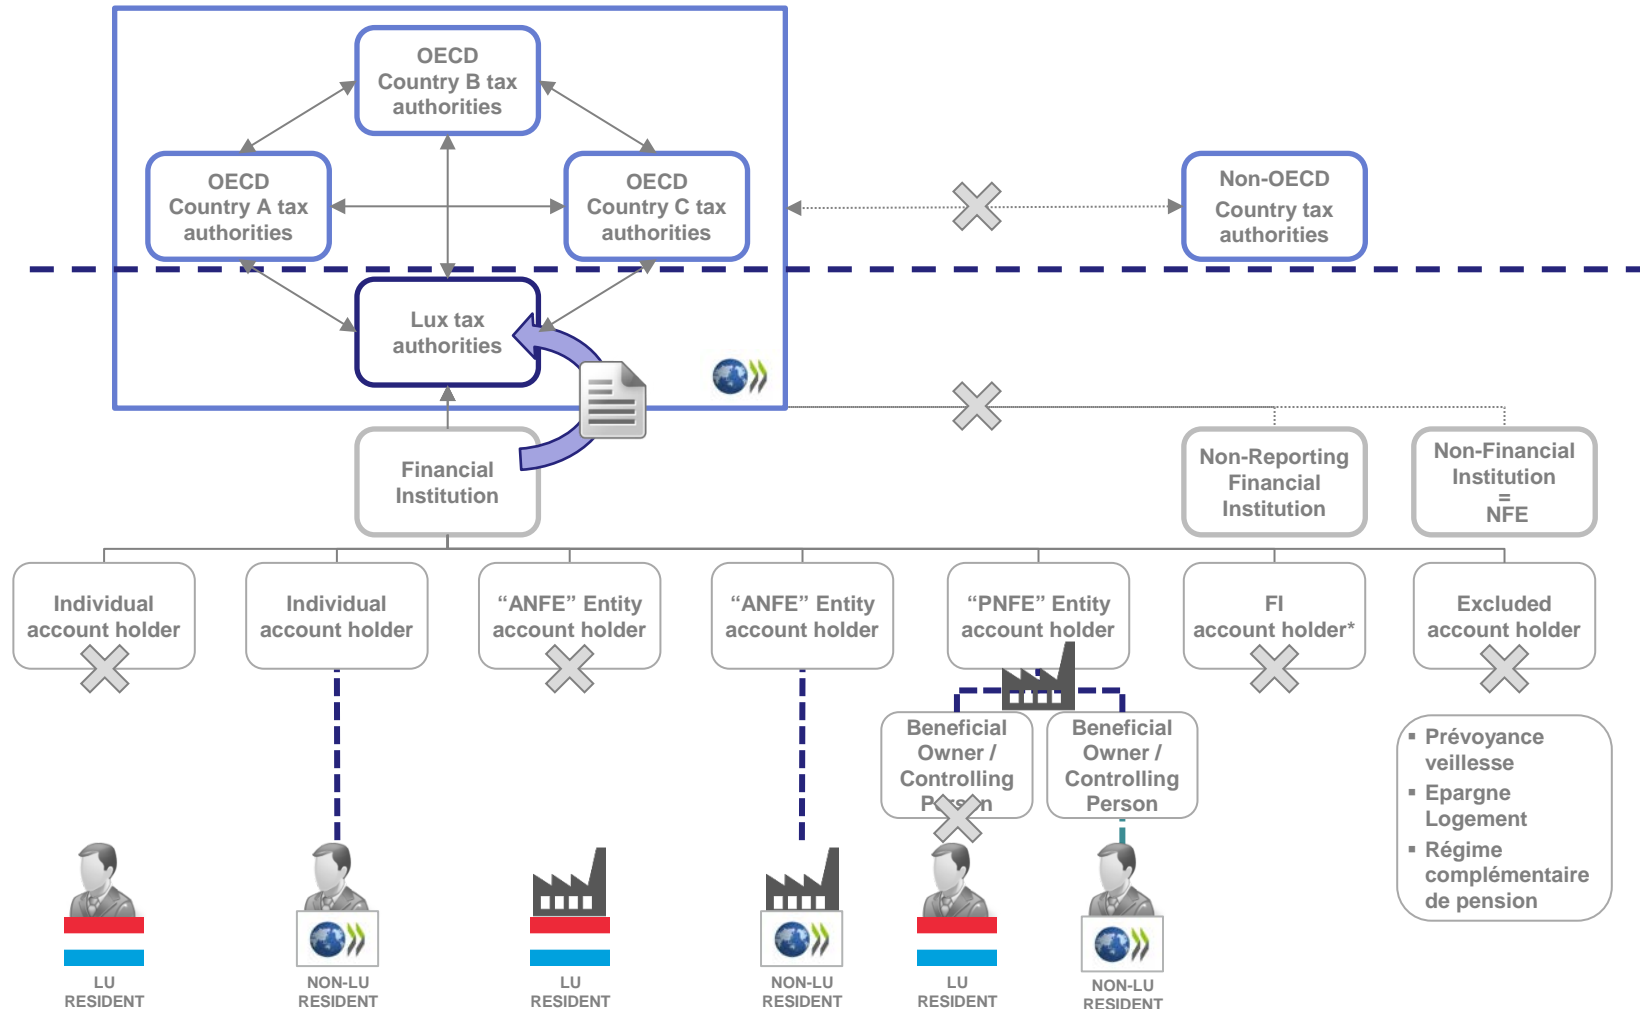 OECD
Country B tax
authorities
OECD
Country A tax
authorities
OECD
Country C tax
authorities
Non-OECD
Country tax
authorities
Lux tax
authorities
Financial
Institution
Non-Reporting
Financial
Institution
Non-Financial
Institution
=
NFE
Individual
account holder
Individual
account holder
“ANFE” Entity
account holder
“ANFE” Entity
account holder
“PNFE” Entity
account holder
FI
account holder*
Excluded
account holder
Beneficial
Owner /
Controlling
Person
Beneficial
Owner /
Controlling
Person
▪ Prévoyance
veillesse
▪ Epargne
Logement
▪ Régime
complémentaire
de pension
LU
RESIDENT
NON-LU
RESIDENT
LU
RESIDENT
NON-LU
RESIDENT
LU
RESIDENT
NON-LU
RESIDENT